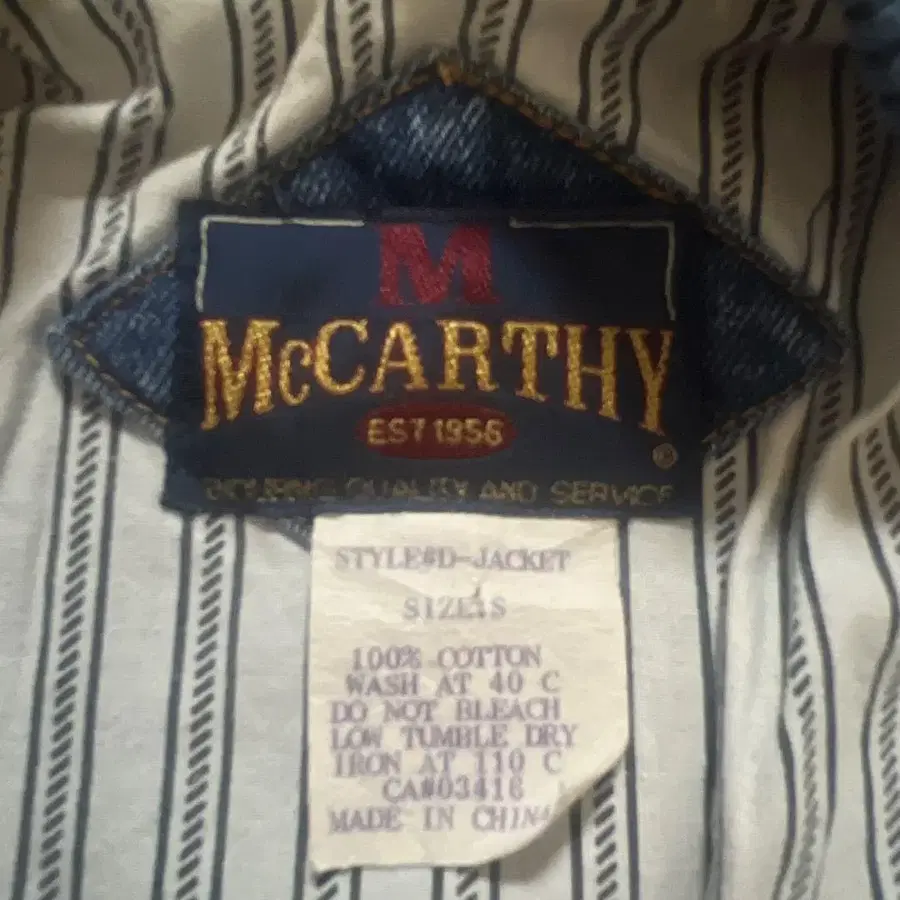 M
McCARTHY
EST 1956
®
QUALITY AND SERVICE
STYLE#D-JACKET
SIZE:S
100% COTTON
WASH AT 40 C
DO NOT BLEACH
LOW TUMBLE DRY
IRON AT 110 C
CA#03418
MADE IN CHINA